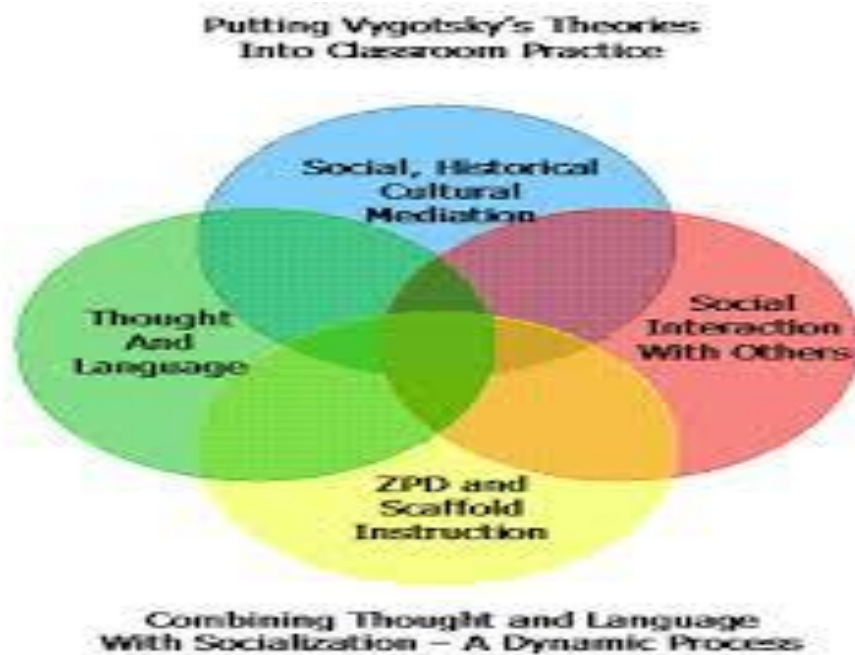 Putting Vygotsky's Theories
Into Classroom Practice
Social, Historical
Cultural
Mediation
Thought
And
Language
Social
Interaction
With Others
ZPD and
Scaffold
Instruction
Combining Thought and Language
With Socialization – A Dynamic Process